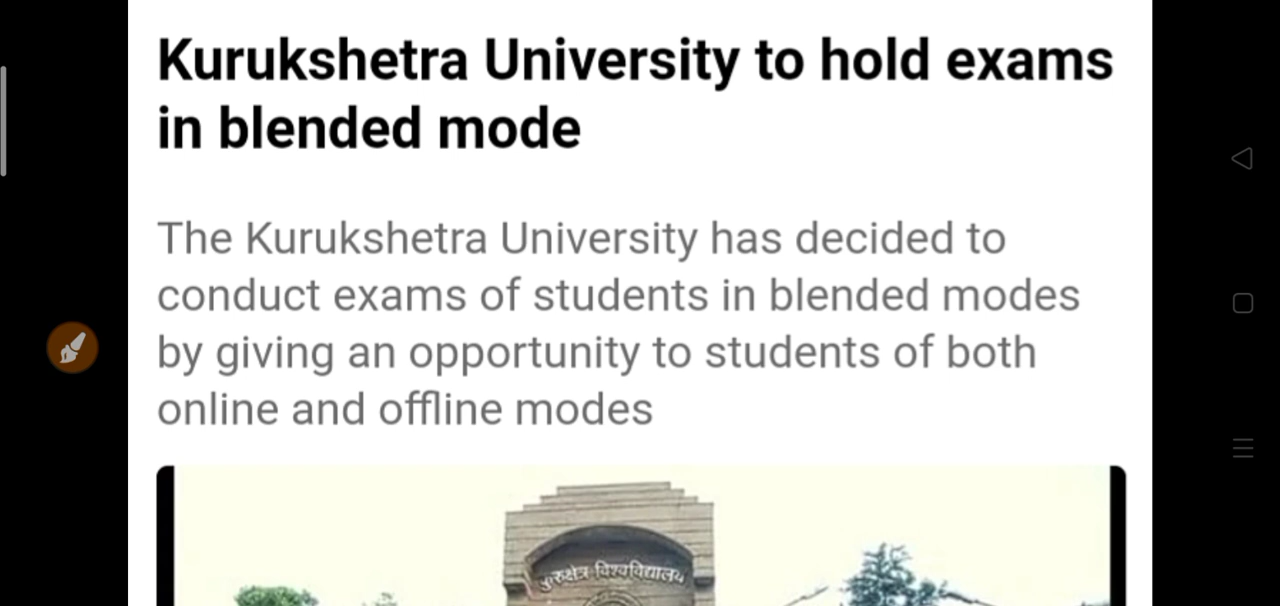 Kurukshetra University to hold exams
in blended mode
The Kurukshetra University has decided to
conduct exams of students in blended modes
by giving an opportunity to students of both
online and offline modes
कुरुक्षेत्र विश्वविद्यालय